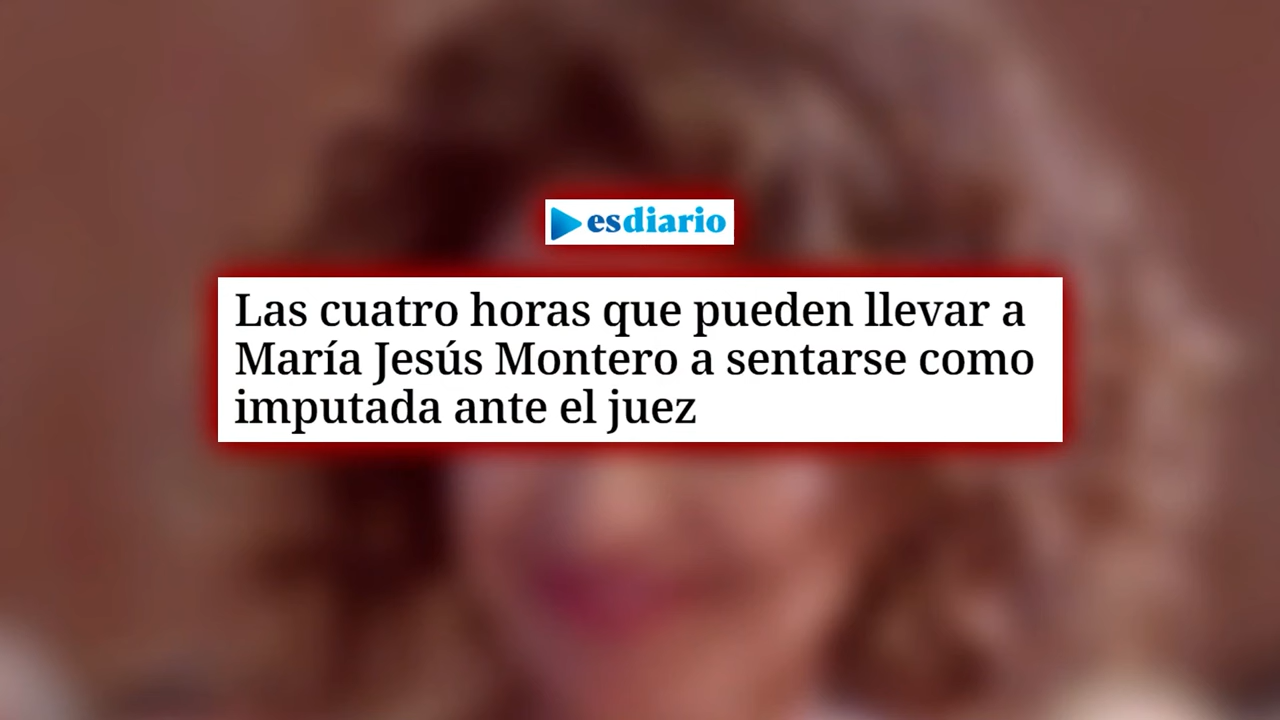 esdiario
Las cuatro horas que pueden llevar a
María Jesús Montero a sentarse como
imputada ante el juez